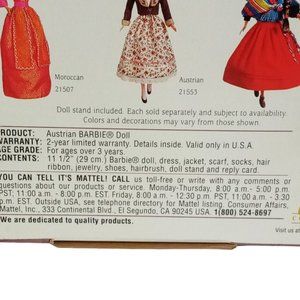 Moroccan
21507
Austrian
21553
Doll stand included. Each sold separately and subject to availability.
Colors and decorations may vary from those shown.
PRODUCT: Austrian BARBIE® Doll
WARRANTY: 2-year limited warranty. Details inside. Valid only in U.S.A.
AGE GRADE: For ages over 3 years.
CONTENTS: 11 1/2" (29 cm.) Barbie® doll, dress, jacket, scarf, socks, hair
ribbon, jewelry, shoes, hairbrush, doll stand and reply card.
YOU CAN TELL IT'S MATTEL! CALL us toll-free or write with any comments or
questions about our products or service. Monday-Thursday, 8:00 a.m.- 5:00 p.m.
PST; 11:00 a.m. - 8:00 p.m. EST. Friday, 8:00 a.m. - 12:30 p.m. PST, 11:00 a.m. - 3:30
p.m. EST. Outside USA, see telephone directory for Mattel listing. Consumer Affairs,
Mattel, Inc., 333 Continental Blvd., El Segundo, CA 90245 USA. 1(800) 524-8697
We are dedicated to quality products.
Visit us at